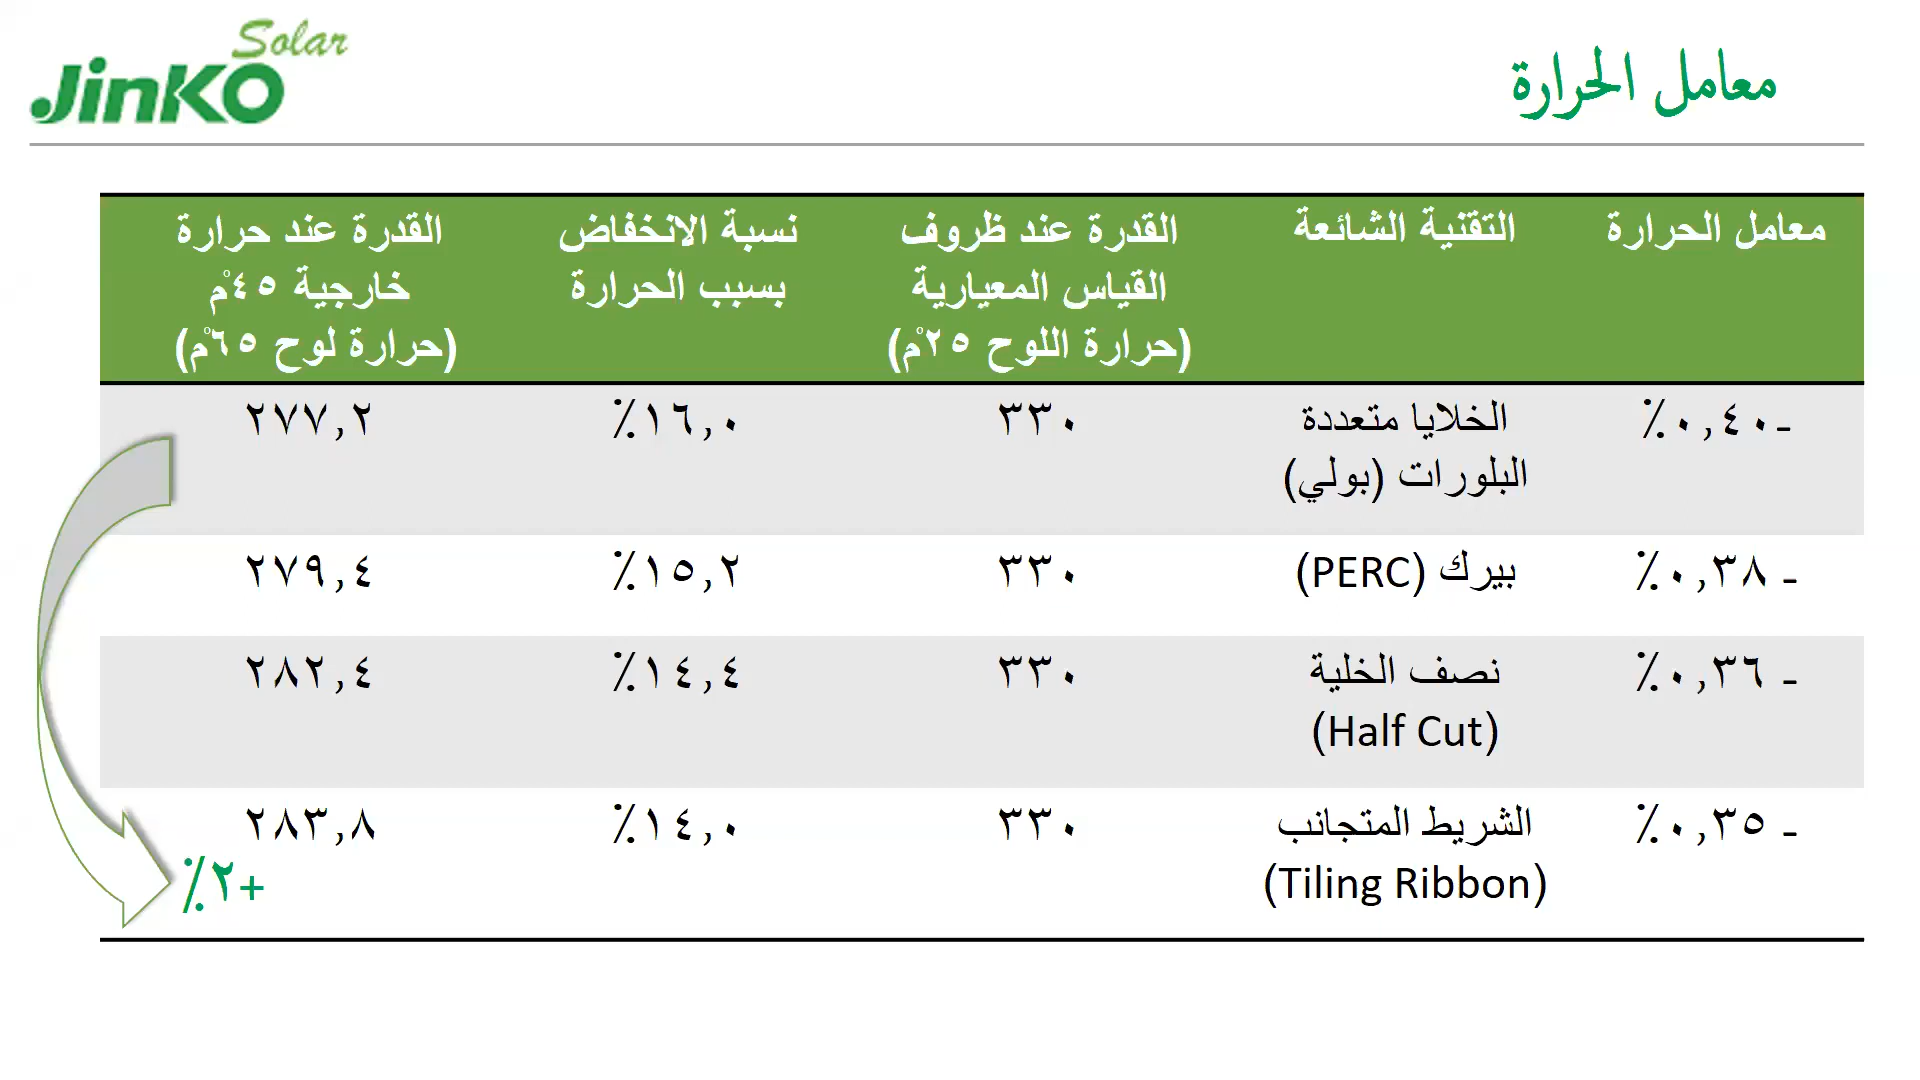 Solar
JinKO
معامل الحرارة
معامل الحرارة
التقنية الشائعة
القدرة عند ظروف
القياس المعيارية
(حرارة اللوح ٢٥°م)
نسبة الانخفاض
بسبب الحرارة
القدرة عند حرارة
خارجية ٤٥°م
(حرارة لوح ٦٥°م)
-٠,٤٠٪
الخلايا متعددة
البلورات (بولي)
٣٣٠
١٦,٠٪
٢٧٧,٢
- ٠,٣٨٪
بيرك (PERC)
٣٣٠
١٥,٢٪
٢٧٩,٤
- ٠,٣٦٪
نصف الخلية
(Half Cut)
٣٣٠
١٤,٤٪
٢٨٢,٤
- ٠,٣٥٪
الشريط المتجانب
(Tiling Ribbon)
٣٣٠
١٤,٠٪
٢٨٣,٨
+٢٪